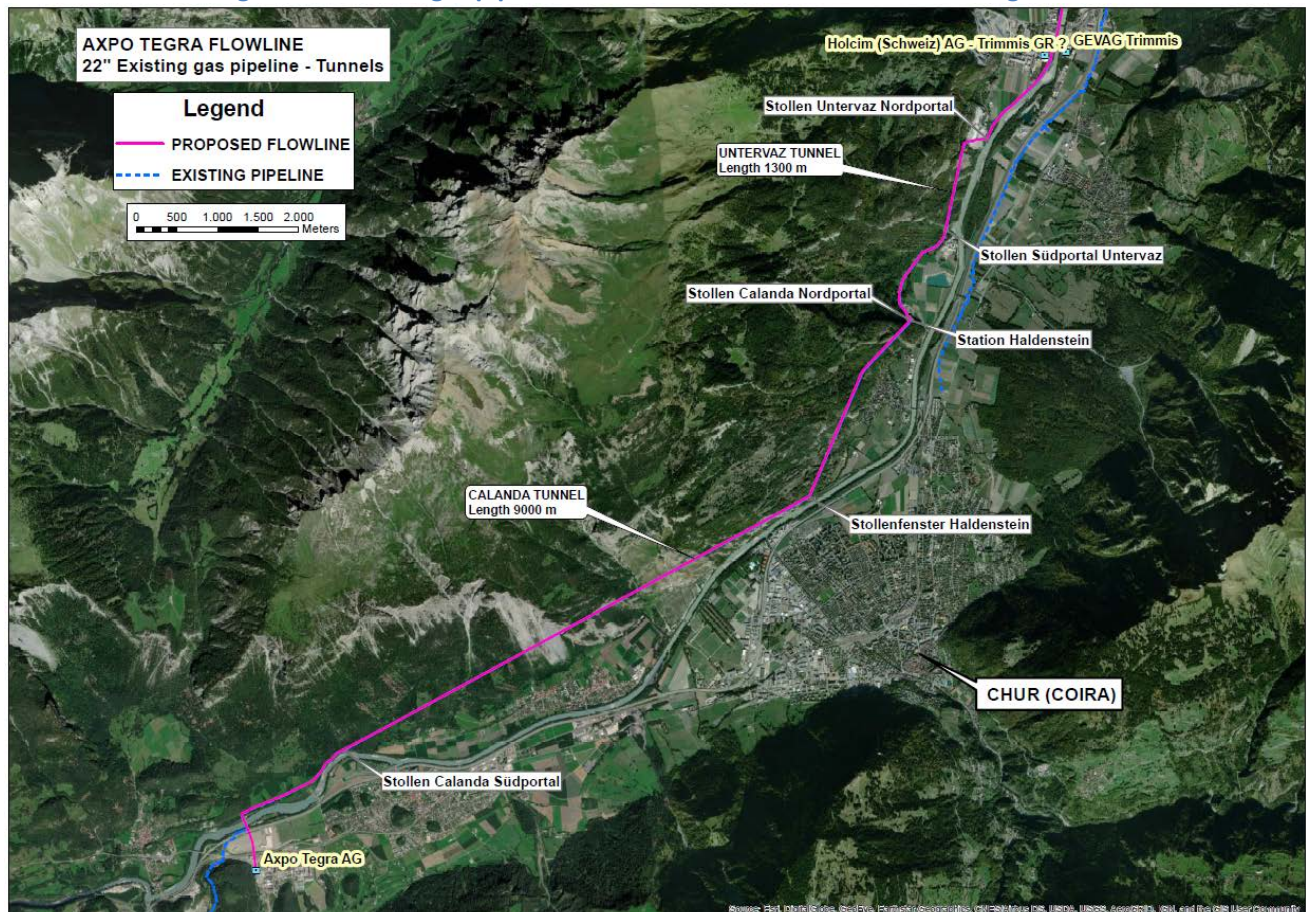 AXPO TEGRA FLOWLINE
22" Existing gas pipeline - Tunnels
Legend
PROPOSED FLOWLINE
EXISTING PIPELINE
0 500 1.000 1.500 2.000
Meters
Holcim (Schweiz) AG - Trimmis GR ?
GEVAG Trimmis
Stollen Untervaz Nordportal
UNTERVAZ TUNNEL
Length 1300 m
Stollen Südportal Untervaz
Stollen Calanda Nordportal
Station Haldenstein
CALANDA TUNNEL
Length 9000 m
Stollenfenster Haldenstein
CHUR (COIRA)
Stollen Calanda Südportal
Axpo Tegra AG